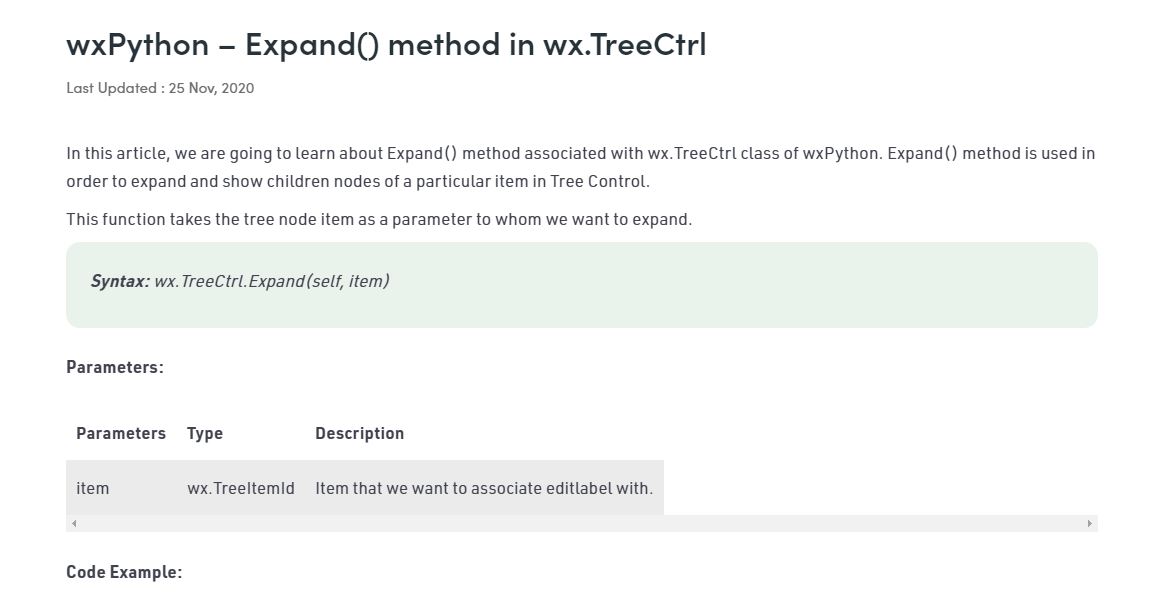 wxPython – Expand() method in wx.TreeCtrl
Last Updated : 25 Nov, 2020
In this article, we are going to learn about Expand() method associated with wx.TreeCtrl class of wxPython. Expand() method is used in
order to expand and show children nodes of a particular item in Tree Control.
This function takes the tree node item as a parameter to whom we want to expand.
Syntax: wx.TreeCtrl.Expand(self, item)
Parameters:
Parameters Type Description
item wx.TreeItemId Item that we want to associate editlabel with.
Code Example: